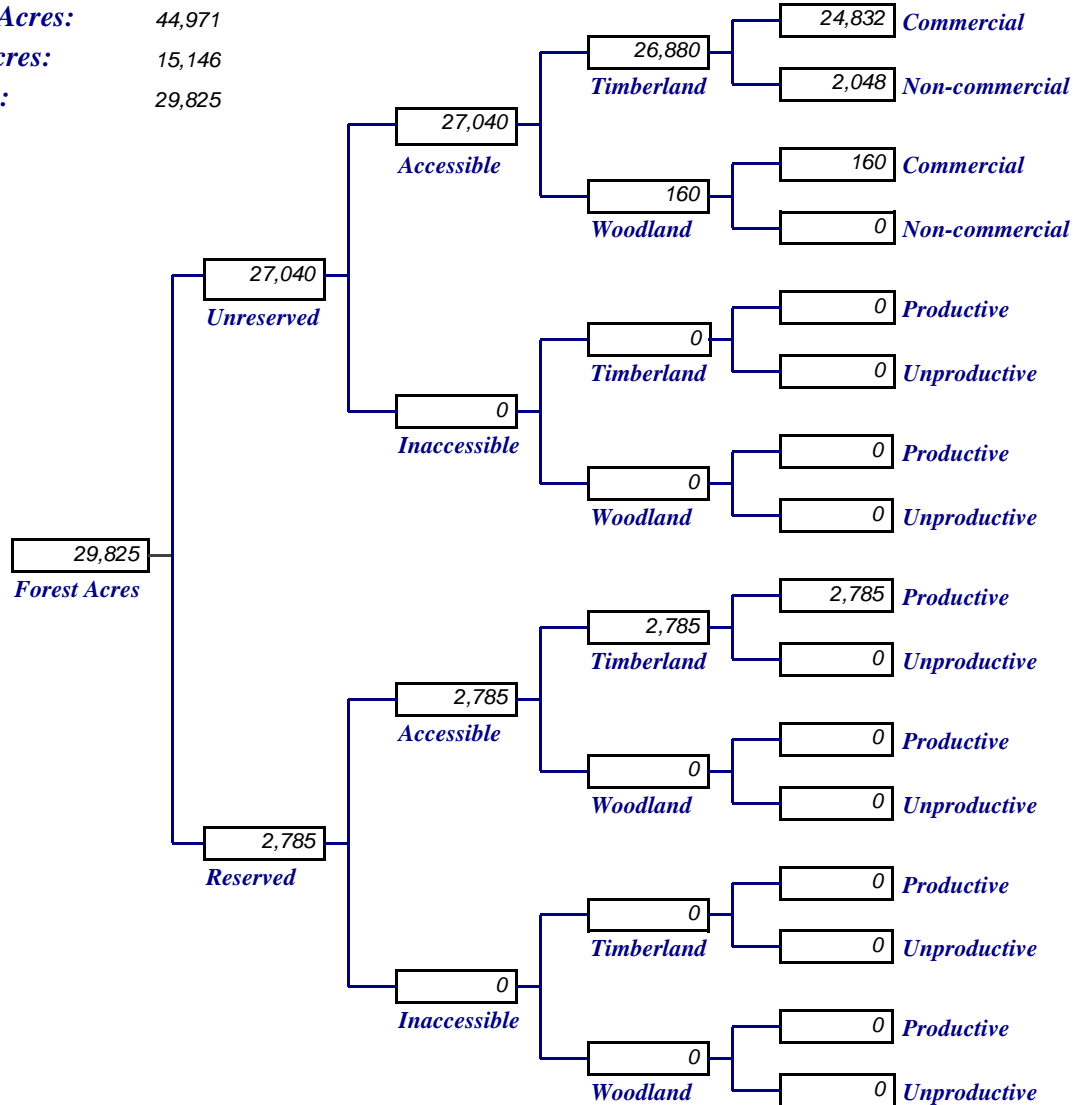 Acres: 44,971
cres: 15,146
: 29,825
24,832 Commercial
26,880
Timberland
2,048 Non-commercial
27,040
Accessible
160 Commercial
160
Woodland
0 Non-commercial
27,040
Unreserved
0 Productive
0
Timberland
0 Unproductive
0
Inaccessible
0 Productive
0
Woodland
0 Unproductive
29,825
Forest Acres
2,785 Productive
2,785
Timberland
0 Unproductive
2,785
Accessible
0 Productive
0
Woodland
0 Unproductive
2,785
Reserved
0 Productive
0
Timberland
0 Unproductive
0
Inaccessible
0 Productive
0
Woodland
0 Unproductive